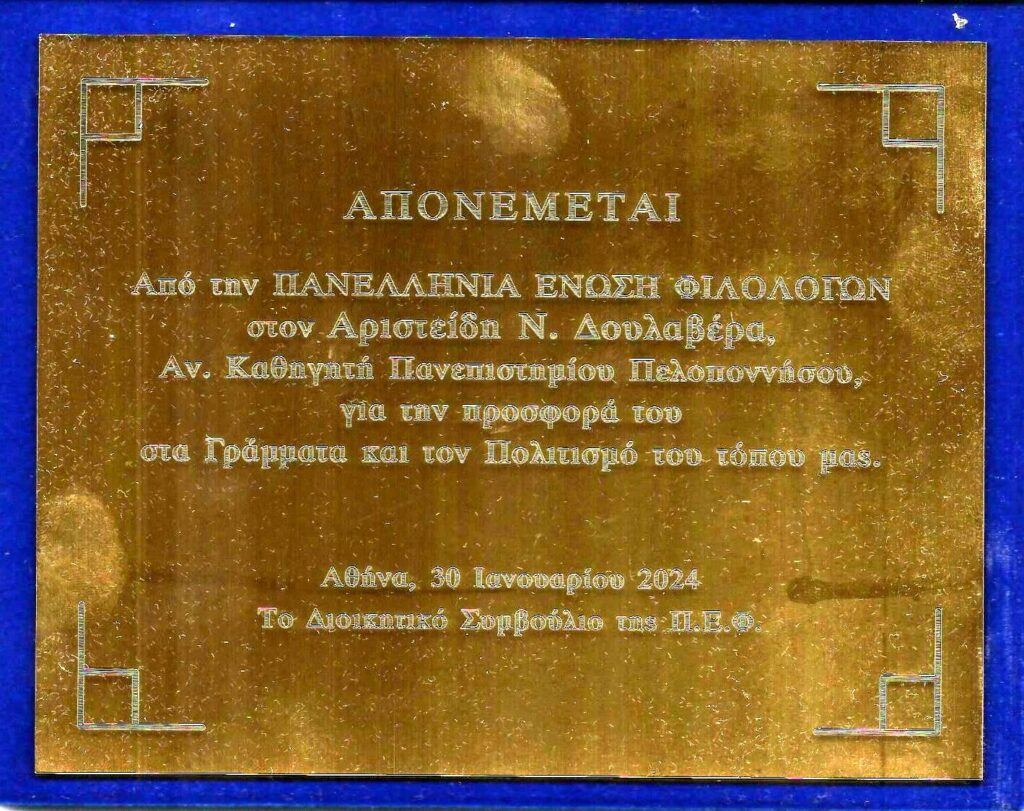 ΑΠΟΝΕΜΕΤΑΙ
Από την ΠΑΝΕΛΛΗΝΙΑ ΕΝΩΣΗ ΦΙΛΟΛΟΓΩΝ
στον Αριστείδη Ν. Δουλαβέρα,
Αν. Καθηγητή Πανεπιστημίου Πελοποννήσου,
για την προσφορά του
στα Γράμματα και τον Πολιτισμό του τόπου μας.
Αθήνα, 30 Ιανουαρίου 2024
Το Διοικητικό Συμβούλιο της Π.Ε.Φ.